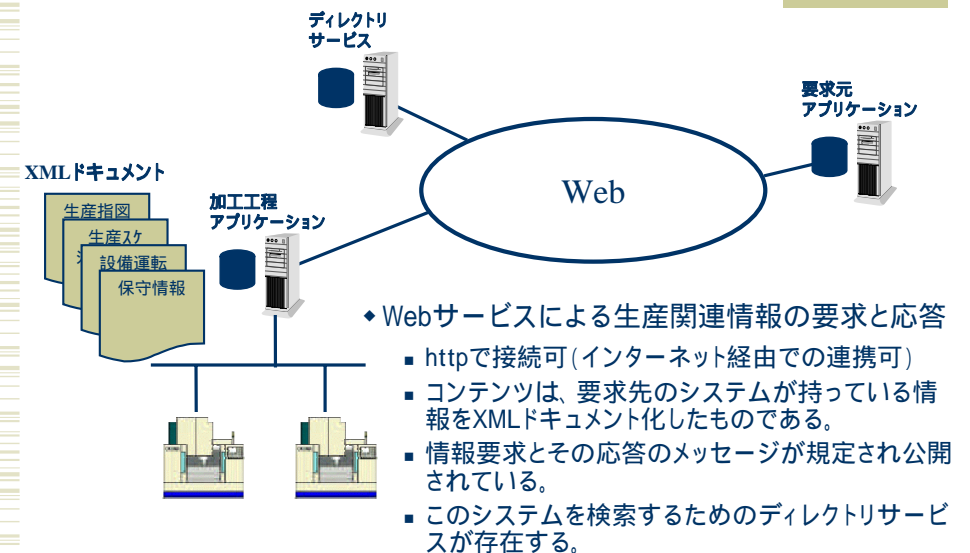 ディレクトリ
サービス
要求元
アプリケーション
XMLドキュメント
生産指図
生産スケ
設備運転
保守情報
加工工程
アプリケーション
Web
Webサービスによる生産関連情報の要求と応答
httpで接続可(インターネット経由での連携可)
コンテンツは、要求先のシステムが持っている情
報をXMLドキュメント化したものである。
情報要求とその応答のメッセージが規定され公開
されている。
このシステムを検索するためのディレクトリサービ
スが存在する。